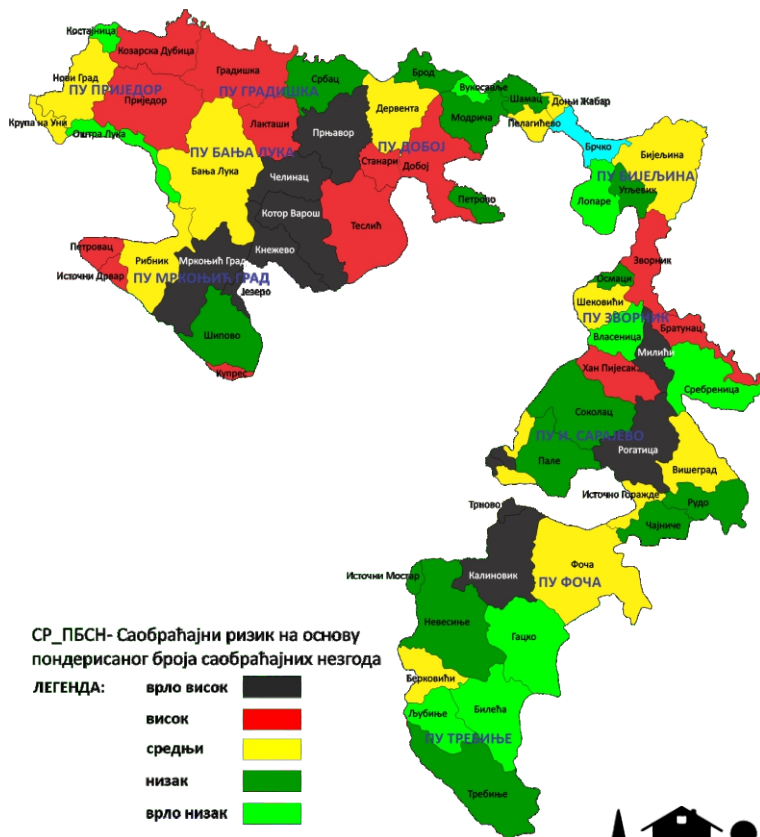 Костајница
Козарска Дубица
Градишка
Нови Град
ПУ ПРИЈЕДОР
ПУ ГРАДИШКА
Србац
Брод
Вукосавље
Приједор
Крупа на Уни
Оштра Лука
Лакташи
Прњавор
Дервента
Модрича
Шамац
Доњи Жабар
Пелагићево
Брчко
ПУ БАЊА ЛУКА
ПУ ДОБОЈ
Станари
Добој
Бијељина
ПУ БИЈЕЉИНА
Угљевик
Лопаре
Бања Лука
Челинац
Петрово
Котор Варош
Теслић
Кнежево
Петровац
Рибник
Мркоњић Град
Источни Дрвар
ПУ МРКОЊИЋ ГРАД
Језеро
Шипово
Купрес
Зворник
Осмаци
Шековићи
ПУ ЗВОРНИК
Братунац
Власеница
Милићи
Хан Пијесак
Сребреница
Соколац
ПУ И. САРАЈЕВО
Рогатица
Пале
Вишеград
Источно Горажде
Рудо
Чајниче
Трново
Калиновик
Фоча
ПУ ФОЧА
Источни Мостар
Невесиње
Гацко
Берковићи
Билећа
Љубиње
ПУ ТРЕБИЊЕ
Требиње
СР_ПБСН- Саобраћајни ризик на основу
пондерисаног броја саобраћајних незгода
ЛЕГЕНДА: врло висок
висок
средњи
низак
врло низак